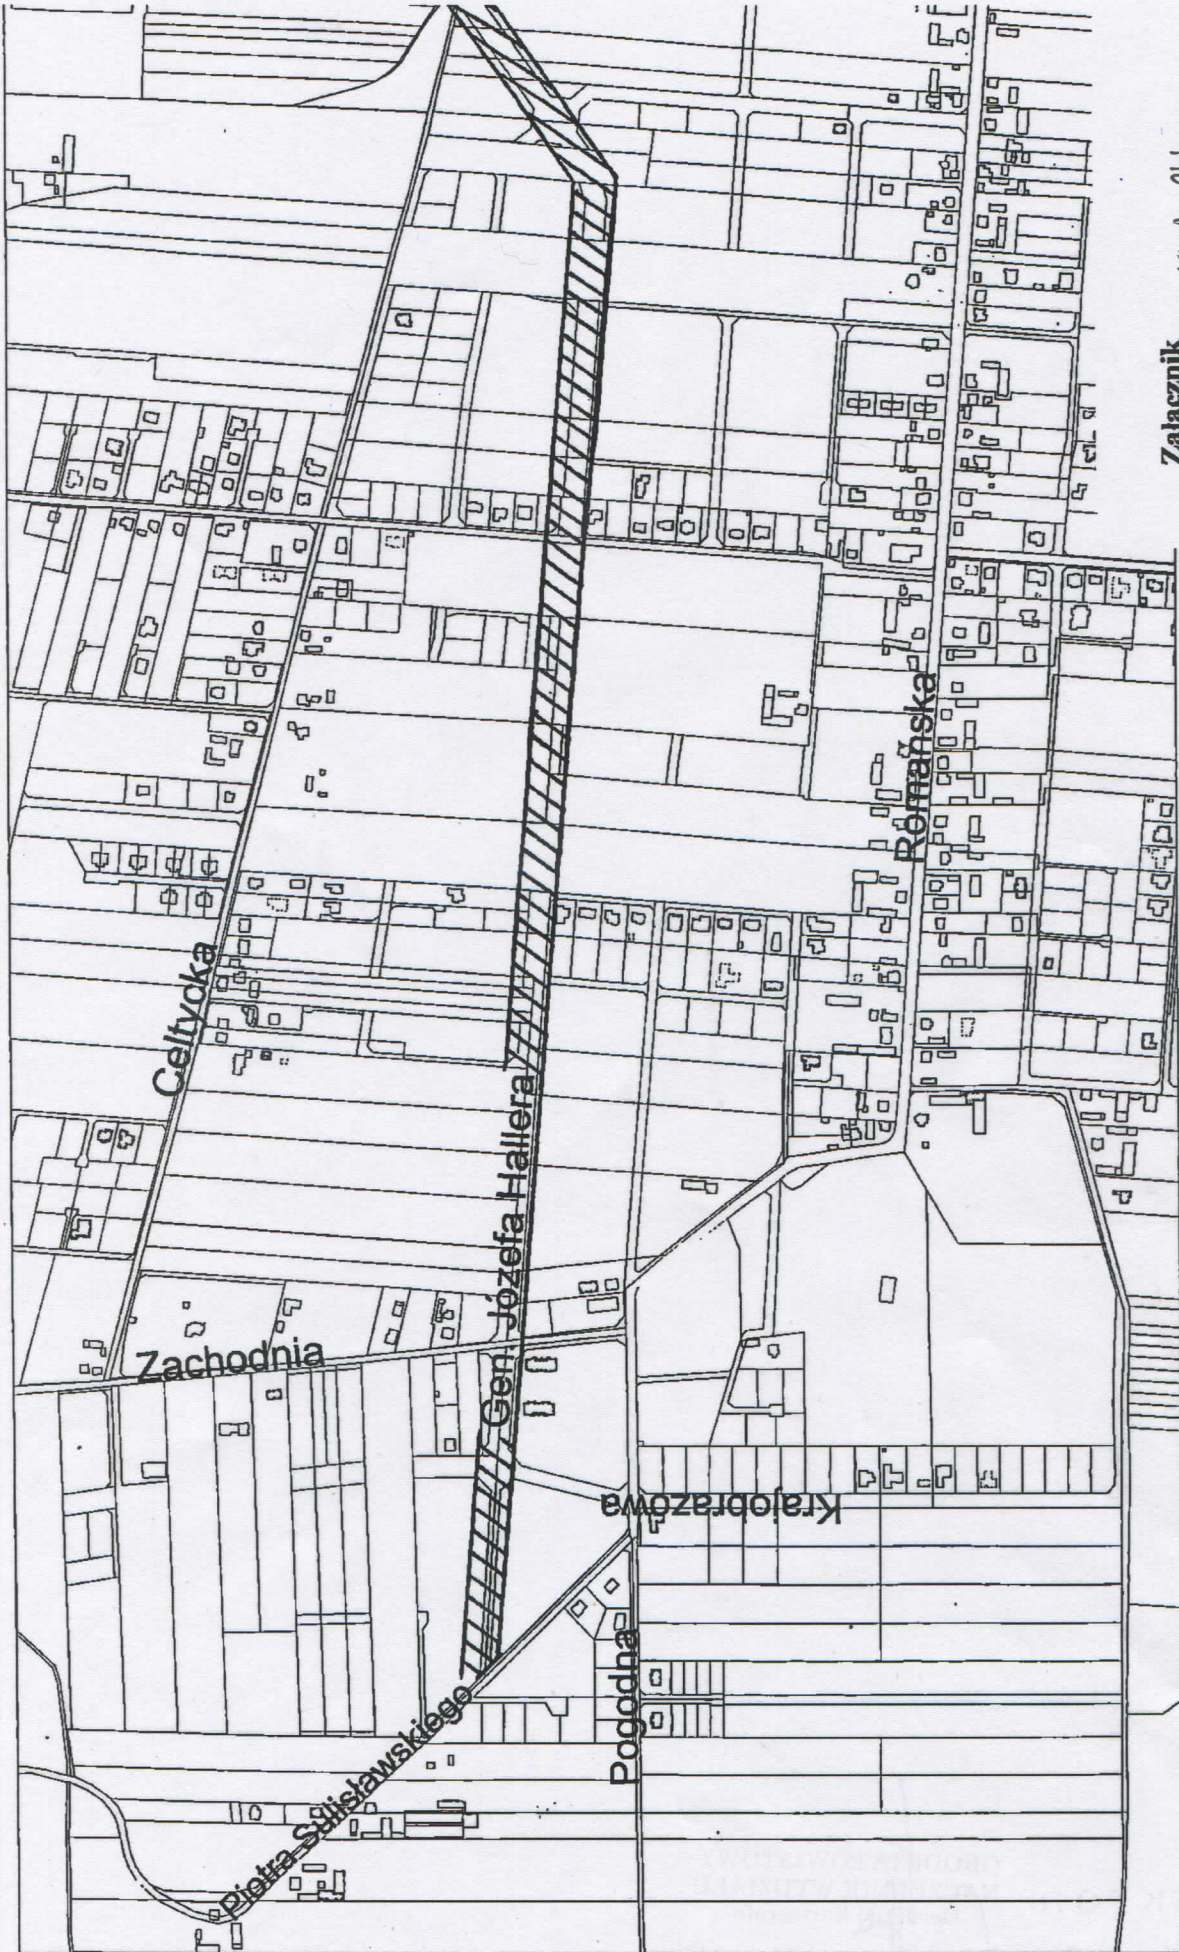 Celtycka
Romańska
Gen. Józefa Hallera
Zachodnia
Krajobrazowa
Piotra Sulisławskiego
Pogodna
Załącznik